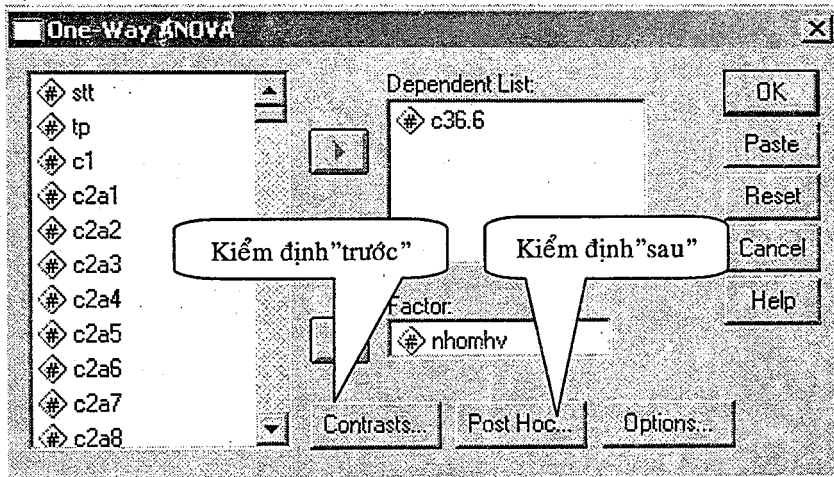 One-Way ANOVA
stt
tp
c1
c2a1
c2a2
c2a3
c2a4
c2a5
c2a6
c2a7
c2a8
Dependent List:
c36.6
Kiểm định"trước"
Kiểm định"sau"
Factor:
nhomhv
Contrasts...
Post Hoc...
Options...
OK
Paste
Reset
Cancel
Help